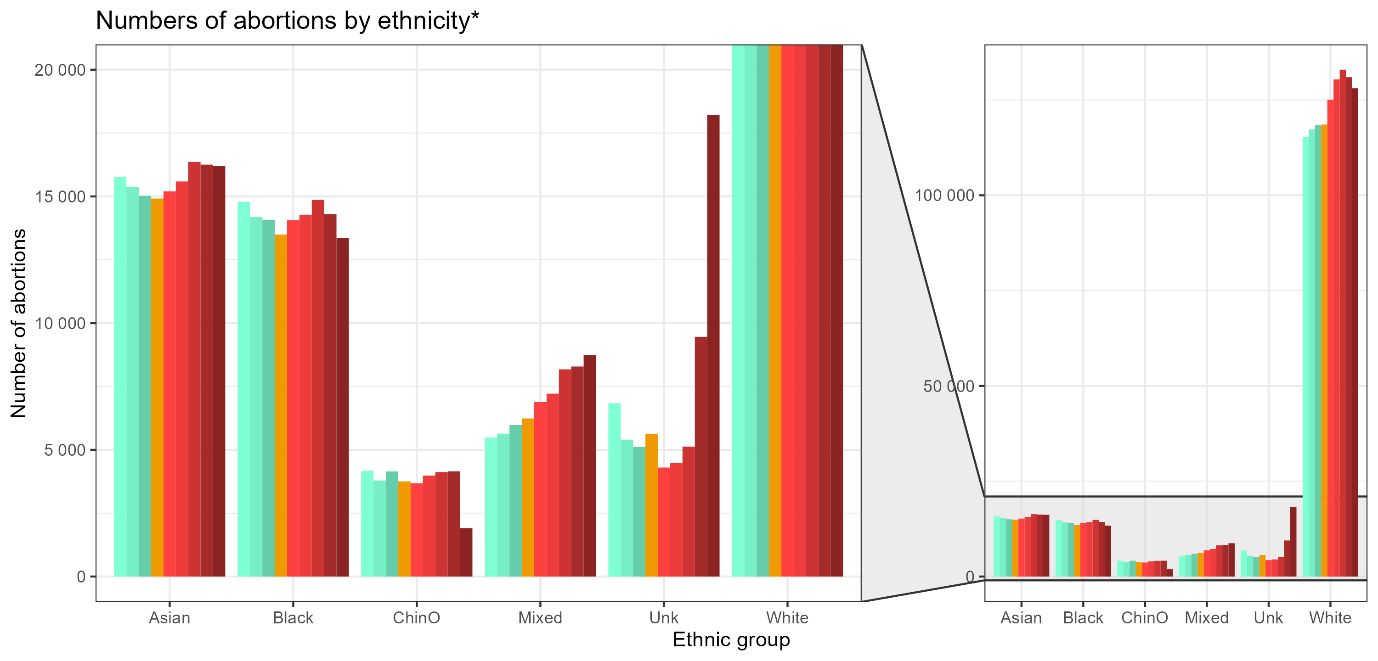 Numbers of abortions by ethnicity*
Number of abortions
20 000
15 000
10 000
5 000
0
Asian Black ChinO Mixed Unk White
100 000
50 000
0
Asian Black ChinO Mixed Unk White
Ethnic group